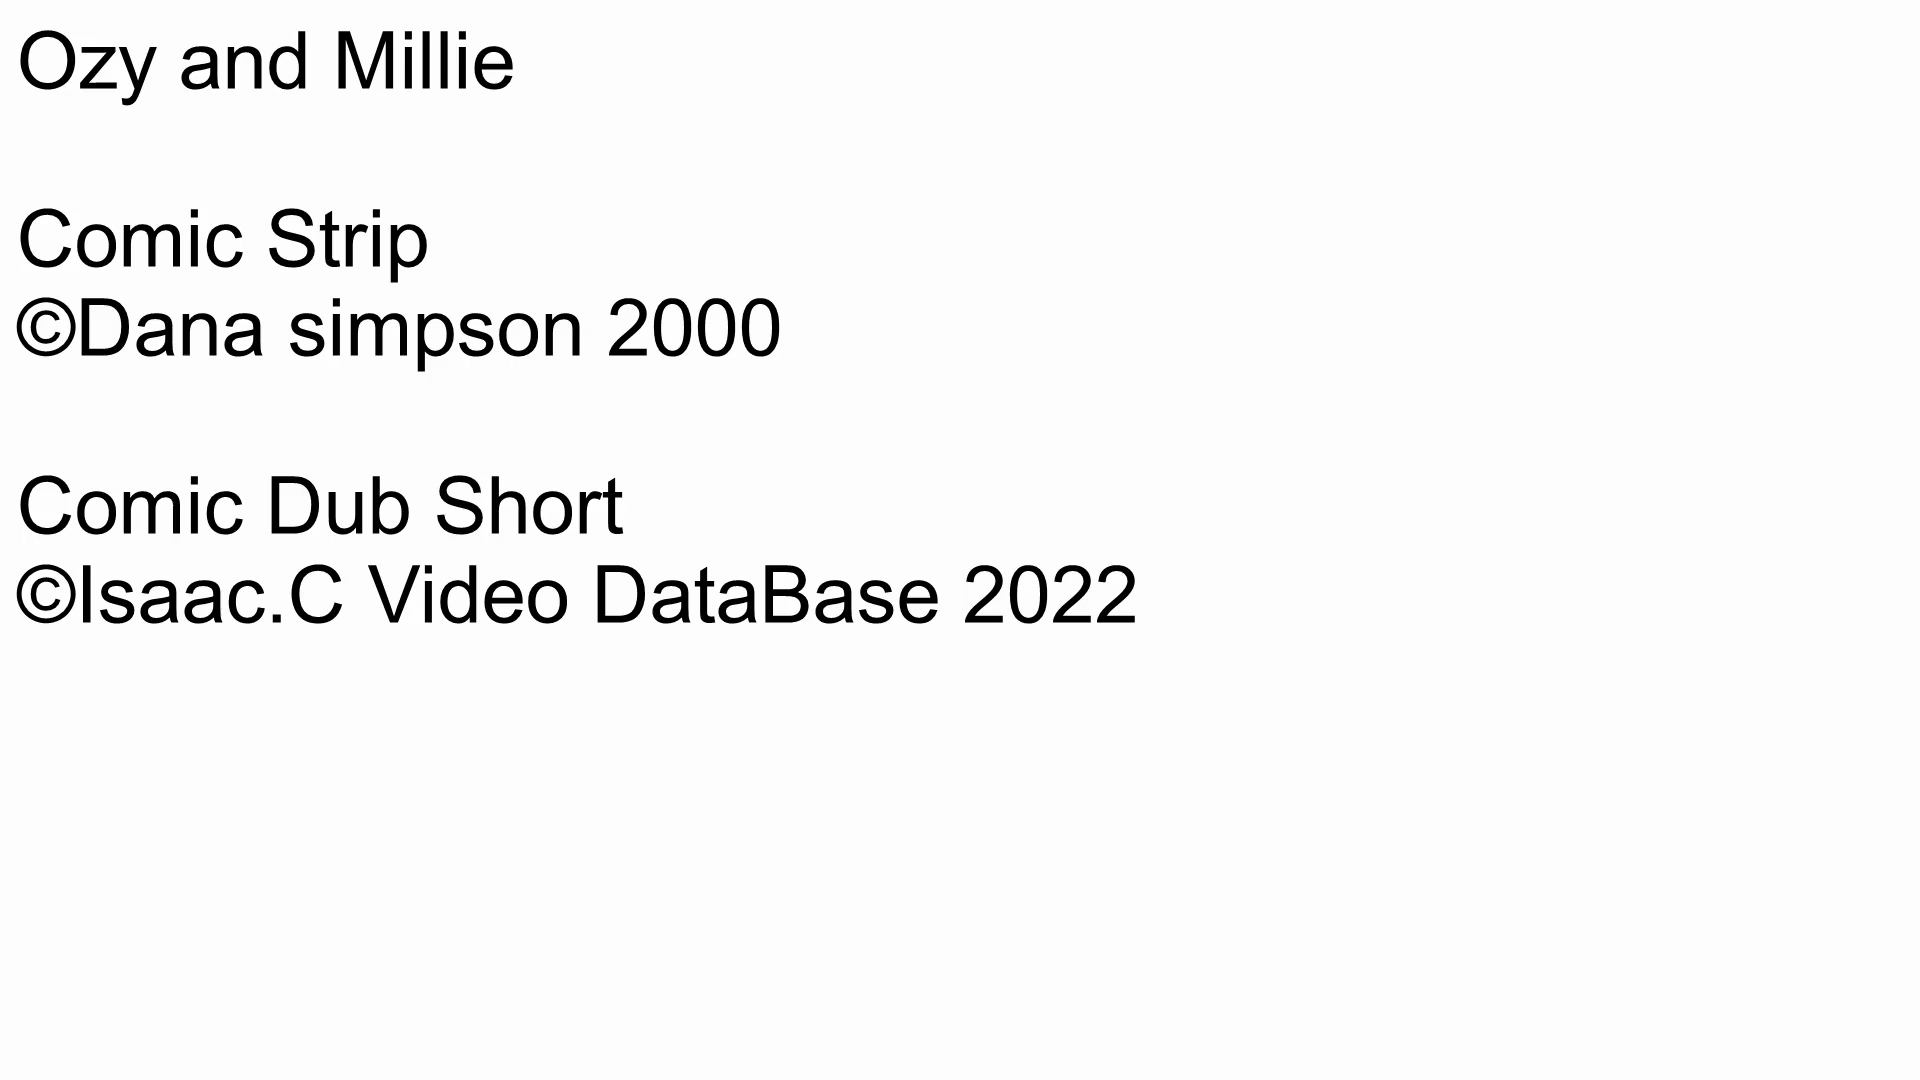 Ozy and Millie
Comic Strip
©Dana simpson 2000
Comic Dub Short
©Isaac.C Video DataBase 2022